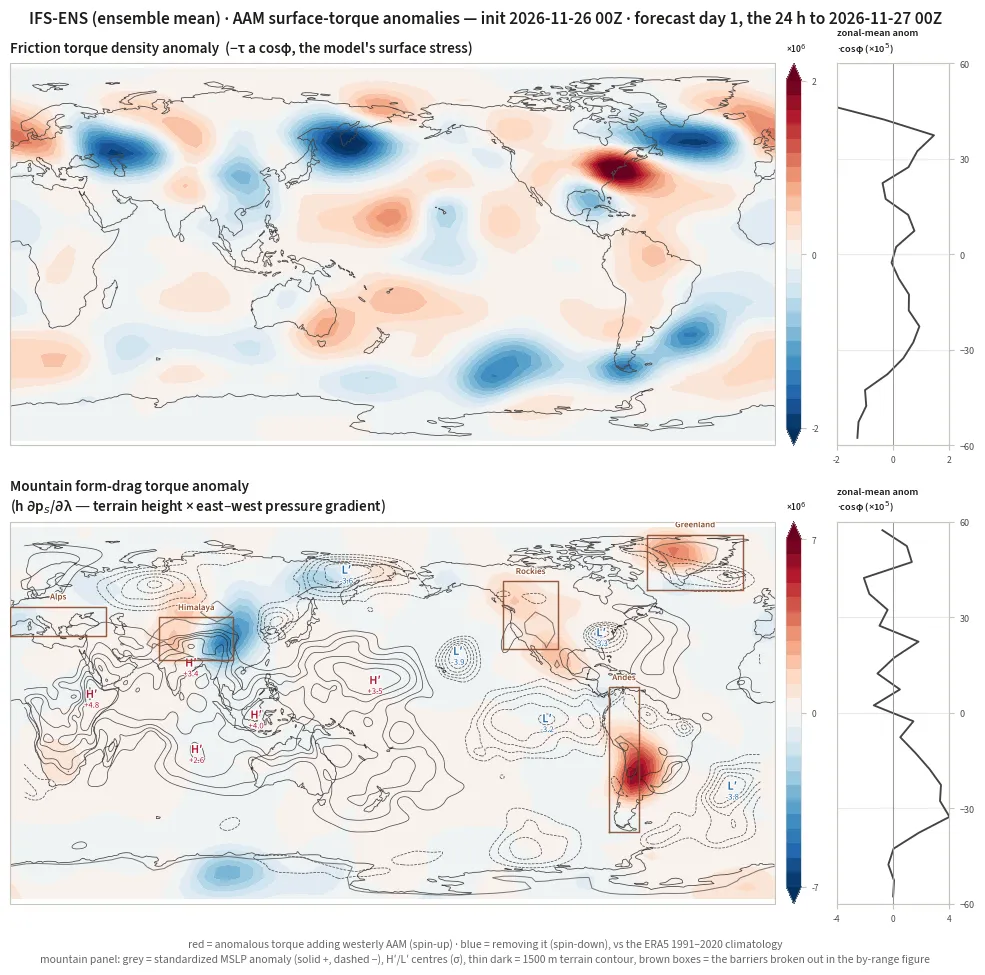 IFS-ENS (ensemble mean) · AAM surface-torque anomalies — init 2026-11-26 00Z · forecast day 1, the 24 h to 2026-11-27 00Z
Friction torque density anomaly (−τ a cosϕ, the model's surface stress)
×10⁶
zonal-mean anom
·cosϕ (×10⁵)
2
0
-2
60
30
0
−30
−60
-2
0
2
Mountain form-drag torque anomaly
(h ∂pₛ/∂λ — terrain height × east–west pressure gradient)
×10⁶
zonal-mean anom
·cosϕ (×10⁵)
Greenland
Rockies
Alps
Himalaya
Andes
L'
L'
-3.9
L'
H'
+3.4
H'
+4.8
H'
+3.5
H'
+4.0
H'
+2.6
L'
-3.2
L'
-3.8
7
0
-7
60
30
0
−30
−60
-4
0
4
red = anomalous torque adding westerly AAM (spin-up) · blue = removing it (spin-down), vs the ERA5 1991–2020 climatology
mountain panel: grey = standardized MSLP anomaly (solid +, dashed −), H'/L' centres (σ), thin dark = 1500 m terrain contour, brown boxes = the barriers broken out in the by-range figure